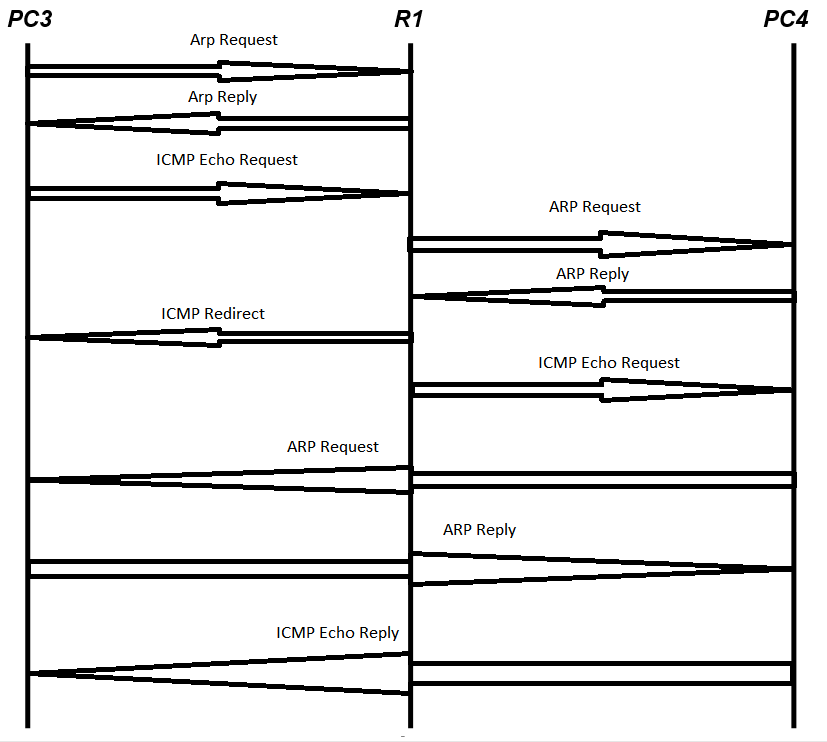 PC3 R1 PC4
Arp Request
Arp Reply
ICMP Echo Request
ARP Request
ARP Reply
ICMP Redirect
ICMP Echo Request
ARP Request
ARP Reply
ICMP Echo Reply